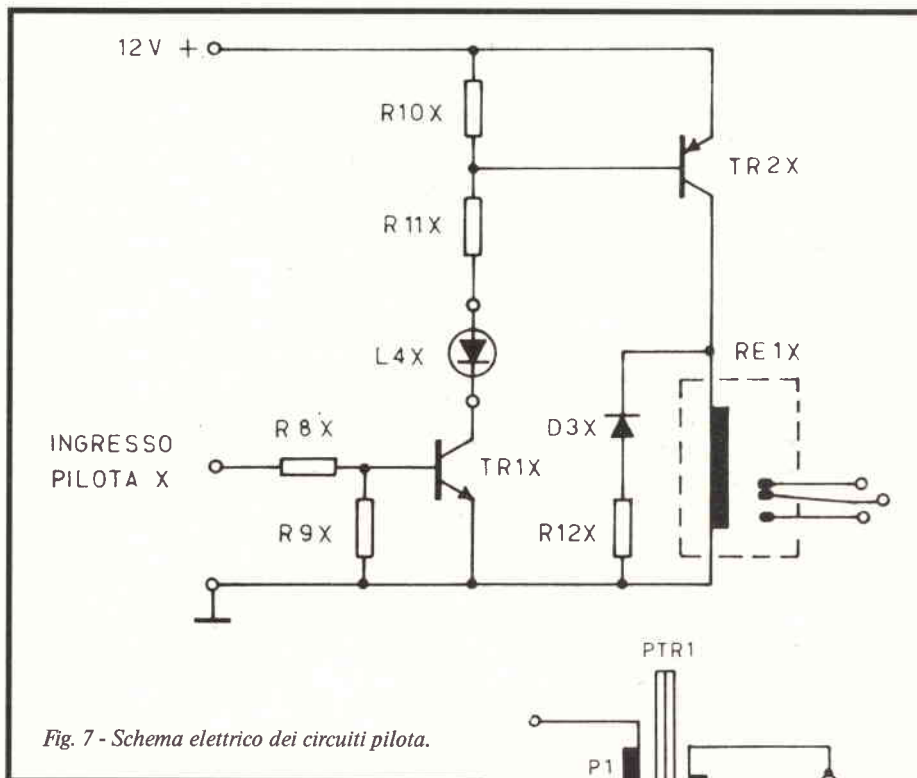 12V +
R10X
TR2X
R11X
L4X
RE1X
INGRESSO
PILOTA X
R8X
TR1X
D3X
R9X
R12X
PTR1
Fig. 7 - Schema elettrico dei circuiti pilota.
P1